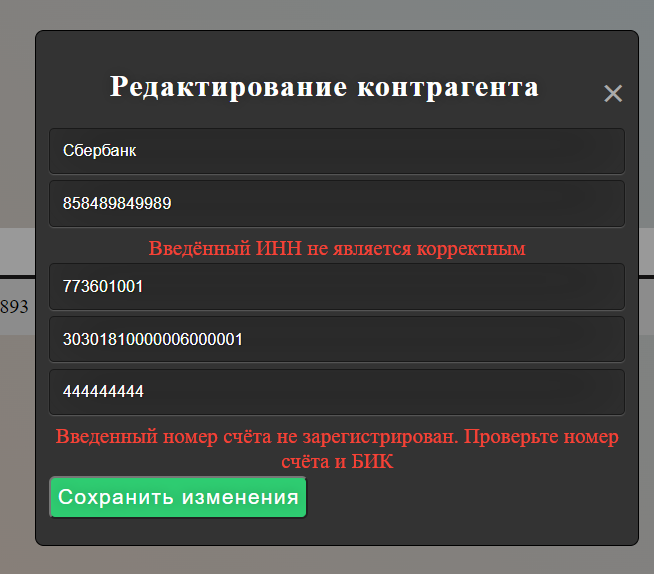 Редактирование контрагента
×
Сбербанк
858489849989
Введённый ИНН не является корректным
773601001
893
30301810000006000001
444444444
Введенный номер счёта не зарегистрирован. Проверьте номер
счёта и БИК
Сохранить изменения